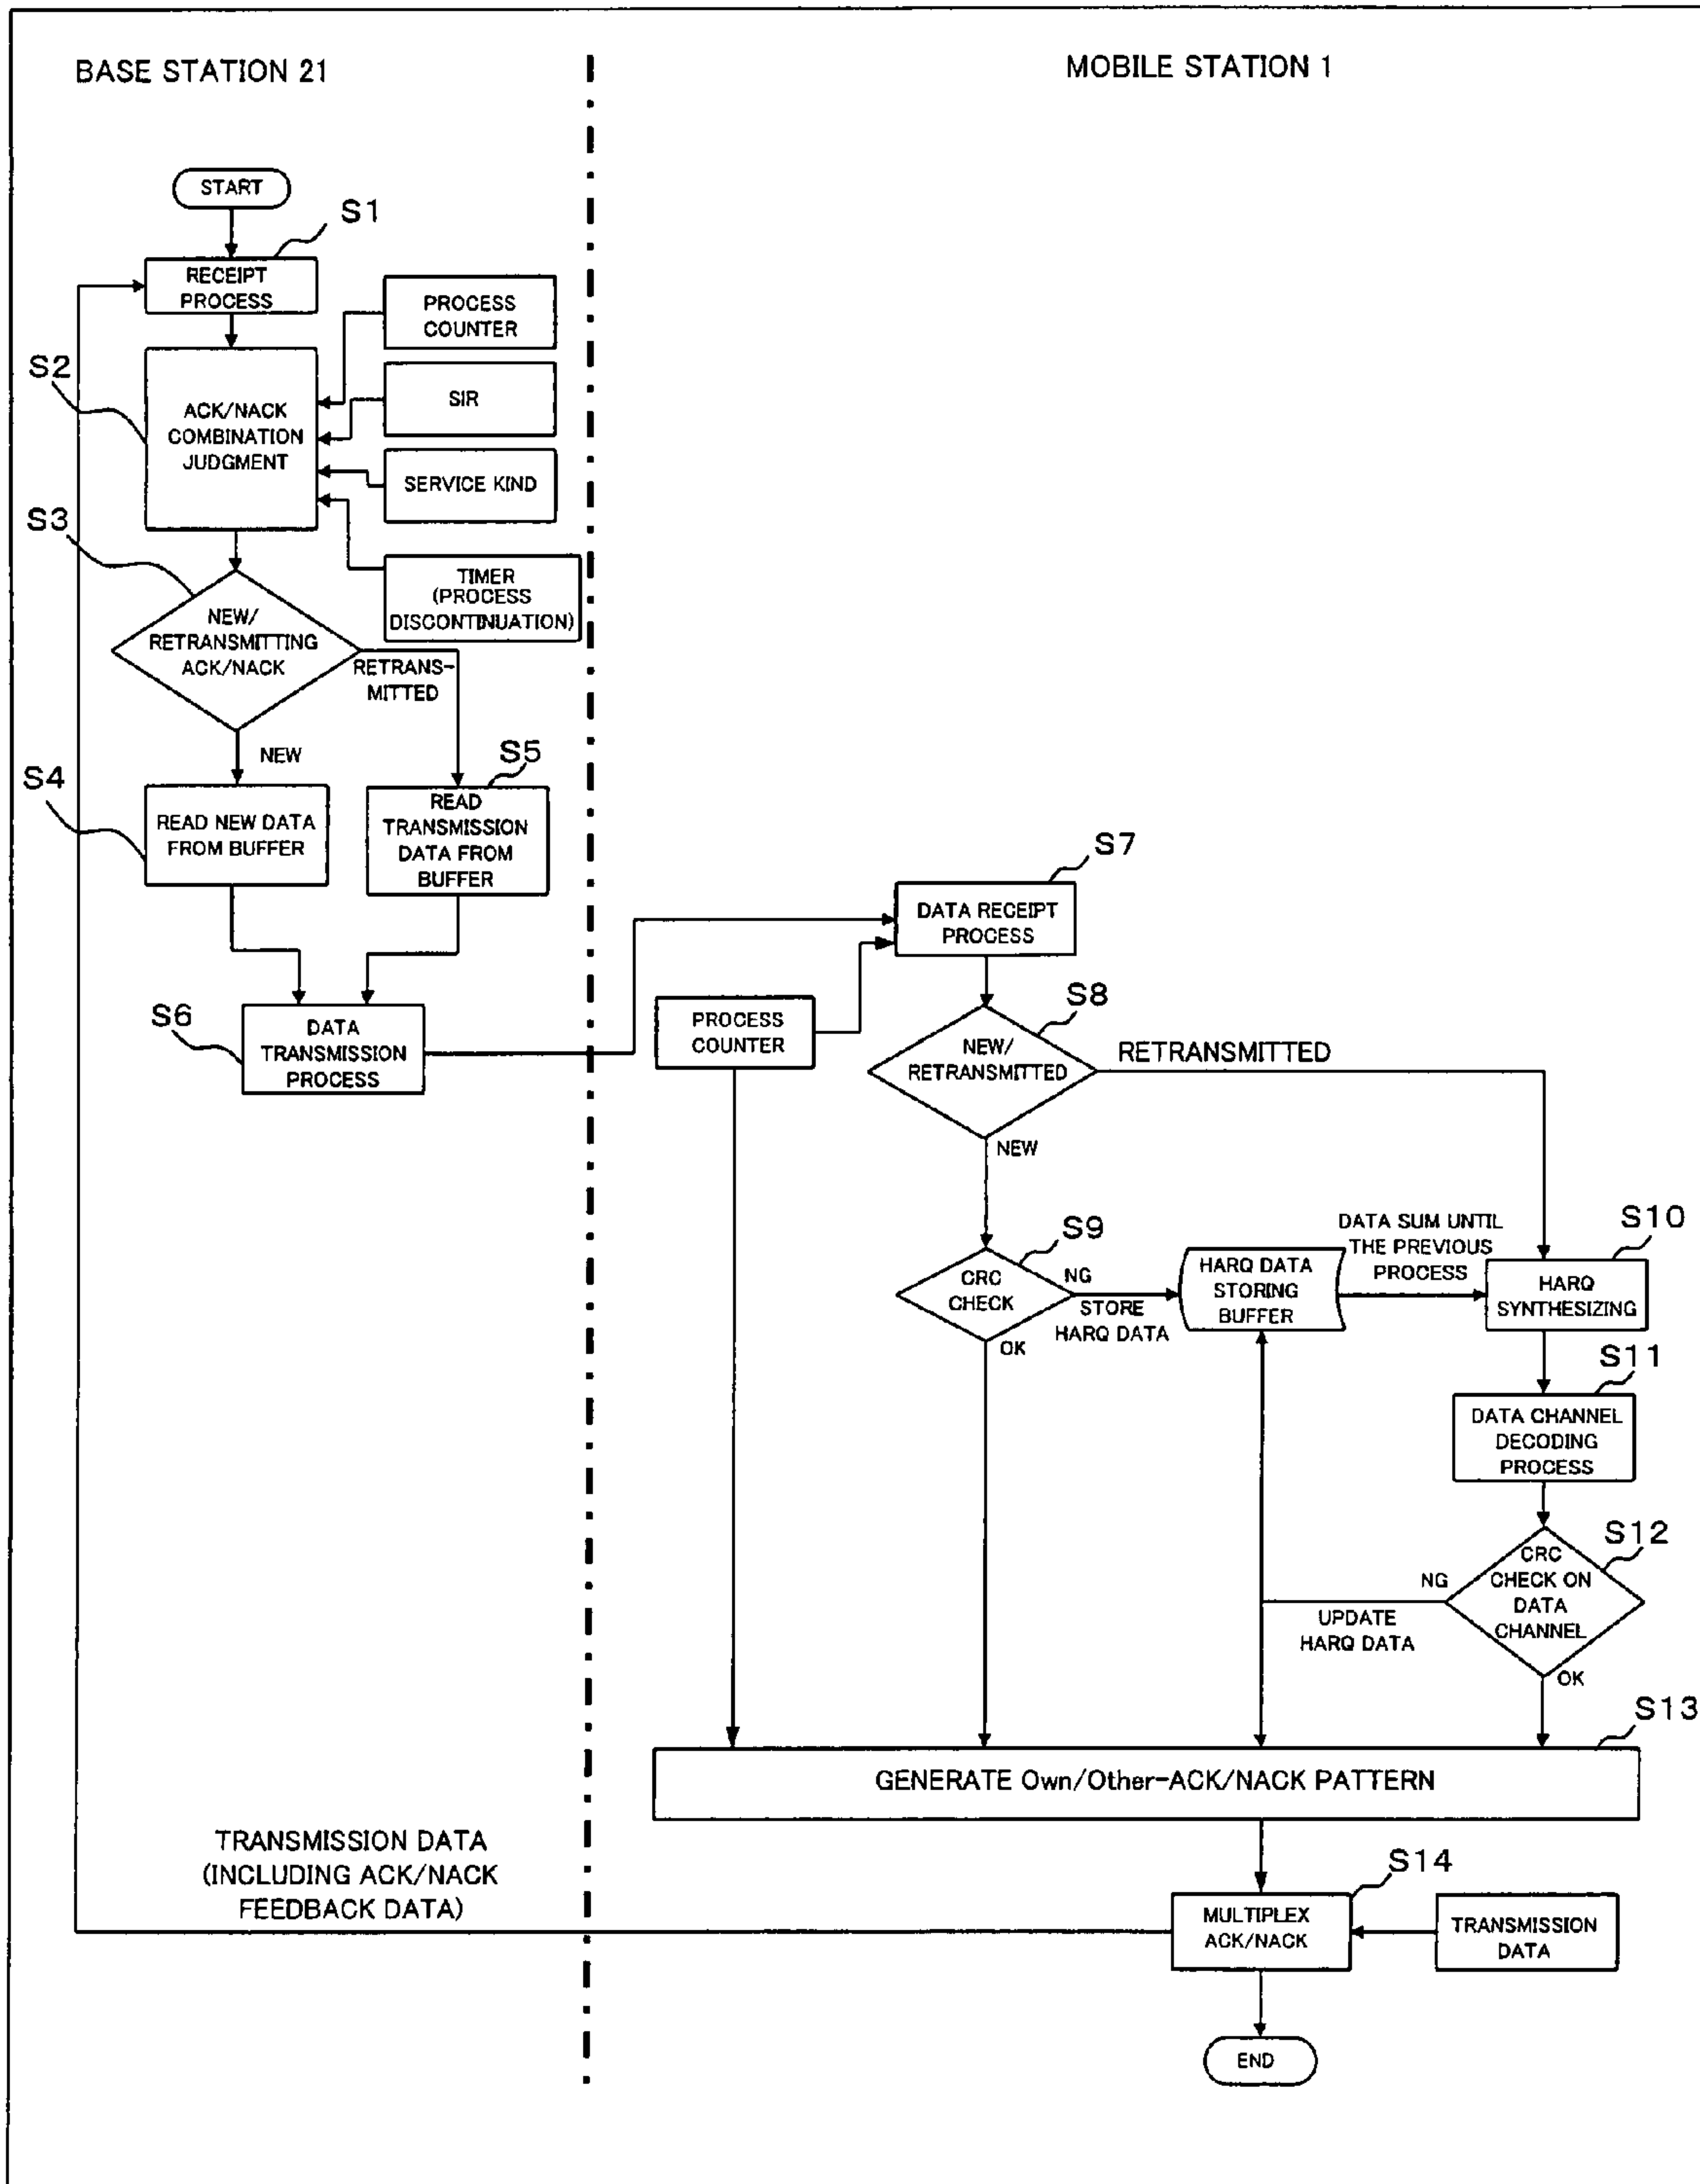 BASE STATION 21
MOBILE STATION 1
START
S1
RECEIPT
PROCESS
PROCESS
COUNTER
S2
ACK/NACK
COMBINATION
JUDGMENT
SIR
SERVICE KIND
TIMER
(PROCESS
DISCONTINUATION)
S3
NEW/
RETRANSMITTING
ACK/NACK
RETRANS-
MITTED
NEW
S4
READ NEW DATA
FROM BUFFER
S5
READ
TRANSMISSION
DATA FROM
BUFFER
S6
DATA
TRANSMISSION
PROCESS
S7
DATA RECEIPT
PROCESS
PROCESS
COUNTER
S8
NEW/
RETRANSMITTED
RETRANSMITTED
NEW
S9
CRC
CHECK
NG
STORE
HARQ DATA
OK
HARQ DATA
STORING
BUFFER
DATA SUM UNTIL
THE PREVIOUS
PROCESS
S10
HARQ
SYNTHESIZING
S11
DATA CHANNEL
DECODING
PROCESS
S12
CRC
CHECK ON
DATA
CHANNEL
NG
UPDATE
HARQ DATA
OK
S13
GENERATE Own/Other-ACK/NACK PATTERN
TRANSMISSION DATA
(INCLUDING ACK/NACK
FEEDBACK DATA)
S14
MULTIPLEX
ACK/NACK
TRANSMISSION
DATA
END